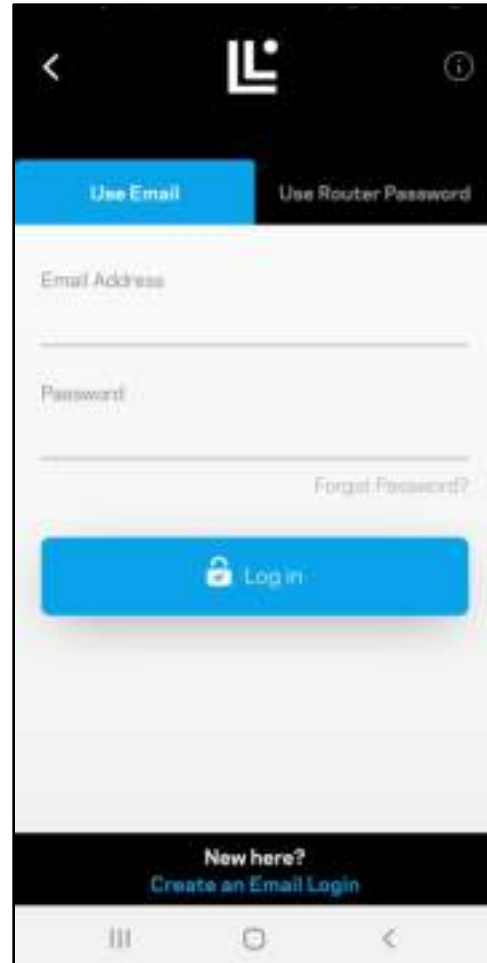 Use Email
Use Router Password
Email Address
Password
Forgot Password?
Log in
New here?
Create an Email Login